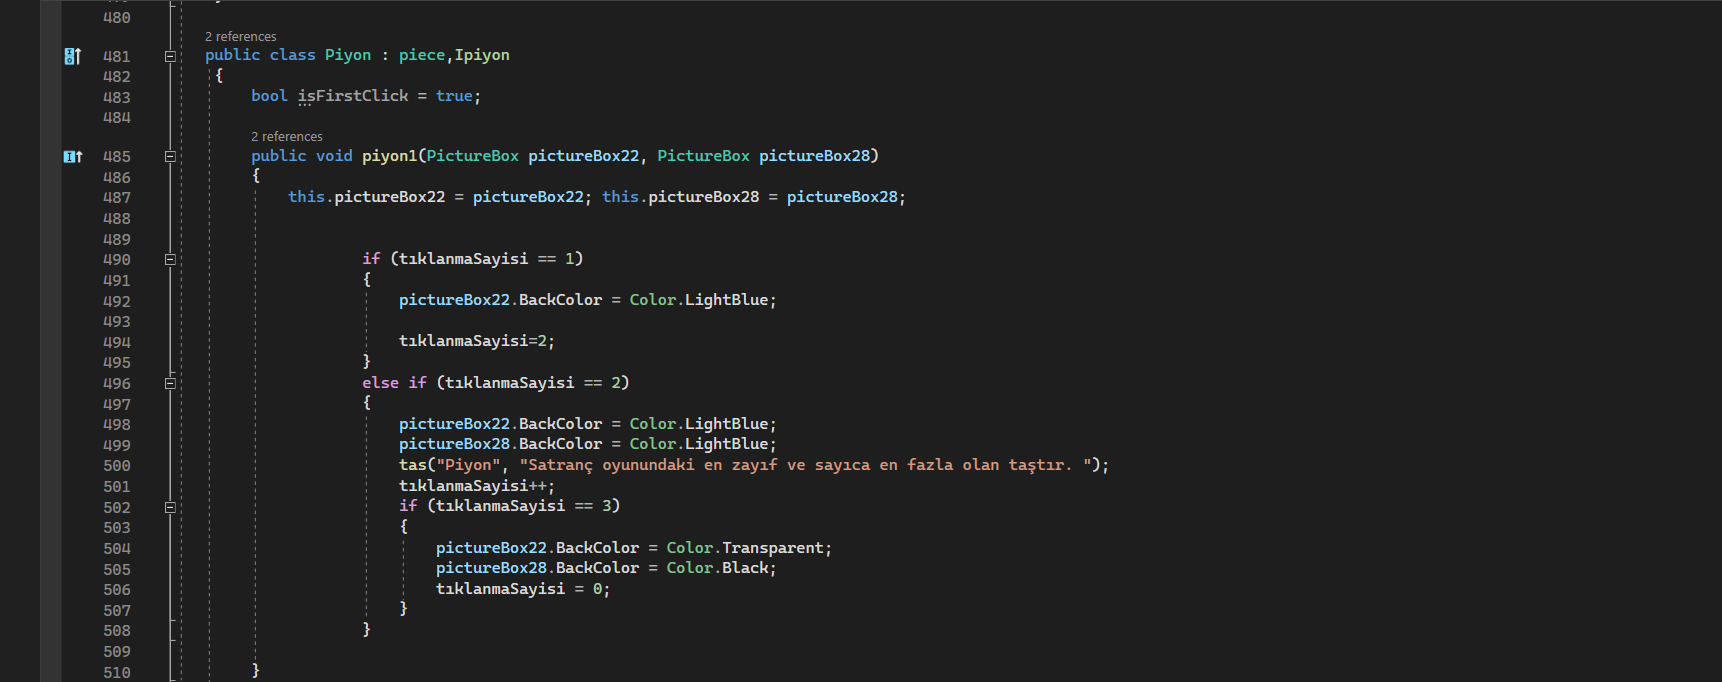 480
2 references
481 public class Piyon : piece,Ipiyon
482 {
483 bool isFirstClick = true;
484
2 references
485 public void piyon1(PictureBox pictureBox22, PictureBox pictureBox28)
486 {
487 this.pictureBox22 = pictureBox22; this.pictureBox28 = pictureBox28;
488
489
490 if (tıklanmaSayisi == 1)
491 {
492 pictureBox22.BackColor = Color.LightBlue;
493
494 tıklanmaSayisi=2;
495 }
496 else if (tıklanmaSayisi == 2)
497 {
498 pictureBox22.BackColor = Color.LightBlue;
499 pictureBox28.BackColor = Color.LightBlue;
500 tas("Piyon", "Satranç oyunundaki en zayıf ve sayıca en fazla olan taştır. ");
501 tıklanmaSayisi++;
502 if (tıklanmaSayisi == 3)
503 {
504 pictureBox22.BackColor = Color.Transparent;
505 pictureBox28.BackColor = Color.Black;
506 tıklanmaSayisi = 0;
507 }
508 }
509
510 }